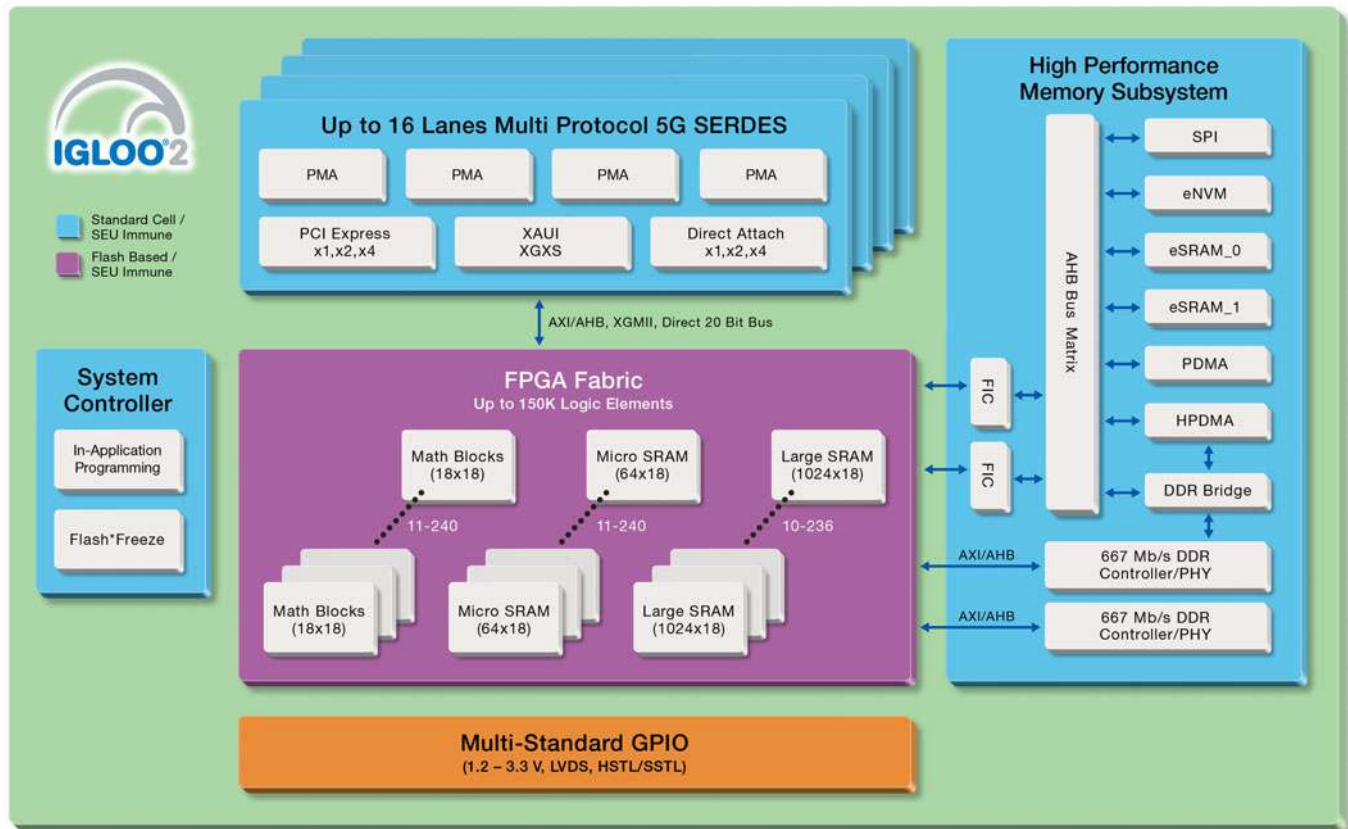 IGLOO®2
Standard Cell /
SEU Immune
Flash Based /
SEU Immune
Up to 16 Lanes Multi Protocol 5G SERDES
PMA
PMA
PMA
PMA
PCI Express
x1,x2,x4
XAUI
XGXS
Direct Attach
x1,x2,x4
AXI/AHB, XGMII, Direct 20 Bit Bus
System
Controller
In-Application
Programming
Flash*Freeze
FPGA Fabric
Up to 150K Logic Elements
Math Blocks
(18x18)
Micro SRAM
(64x18)
Large SRAM
(1024x18)
11-240
11-240
10-236
Math Blocks
(18x18)
Micro SRAM
(64x18)
Large SRAM
(1024x18)
High Performance
Memory Subsystem
AHB Bus Matrix
SPI
eNVM
eSRAM_0
eSRAM_1
PDMA
HPDMA
DDR Bridge
FIC
FIC
AXI/AHB
667 Mb/s DDR
Controller/PHY
AXI/AHB
667 Mb/s DDR
Controller/PHY
Multi-Standard GPIO
(1.2 – 3.3 V, LVDS, HSTL/SSTL)